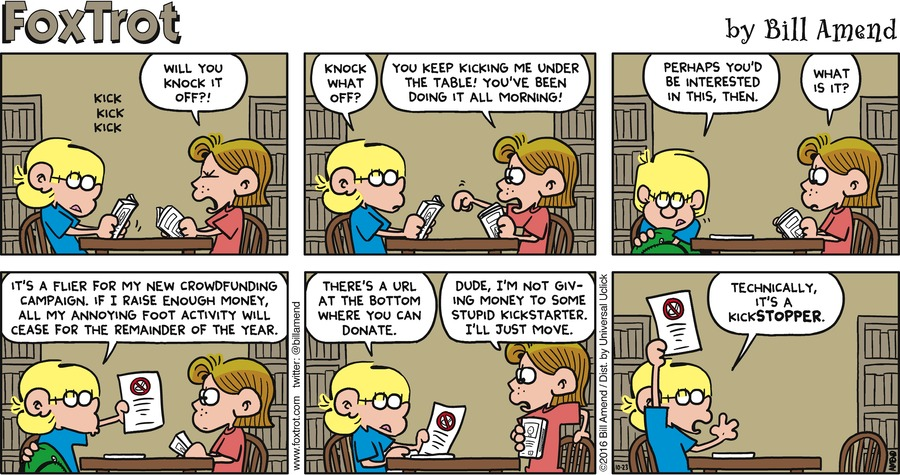 FOXTROT
by Bill Amend
KICK
KICK
KICK
WILL YOU
KNOCK IT
OFF?!
KNOCK
WHAT
OFF?
YOU KEEP KICKING ME UNDER
THE TABLE! YOU'VE BEEN
DOING IT ALL MORNING!
PERHAPS YOU'D
BE INTERESTED
IN THIS, THEN.
WHAT
IS IT?
IT'S A FLIER FOR MY NEW CROWDFUNDING
CAMPAIGN. IF I RAISE ENOUGH MONEY,
ALL MY ANNOYING FOOT ACTIVITY WILL
CEASE FOR THE REMAINDER OF THE YEAR.
www.foxtrot.com twitter: @billamend
THERE'S A URL
AT THE BOTTOM
WHERE YOU CAN
DONATE.
DUDE, I'M NOT GIV-
ING MONEY TO SOME
STUPID KICKSTARTER.
I'LL JUST MOVE.
©2016 Bill Amend / Dist. by Universal Uclick
TECHNICALLY,
IT'S A
KICKSTOPPER.
10-23
AMEND